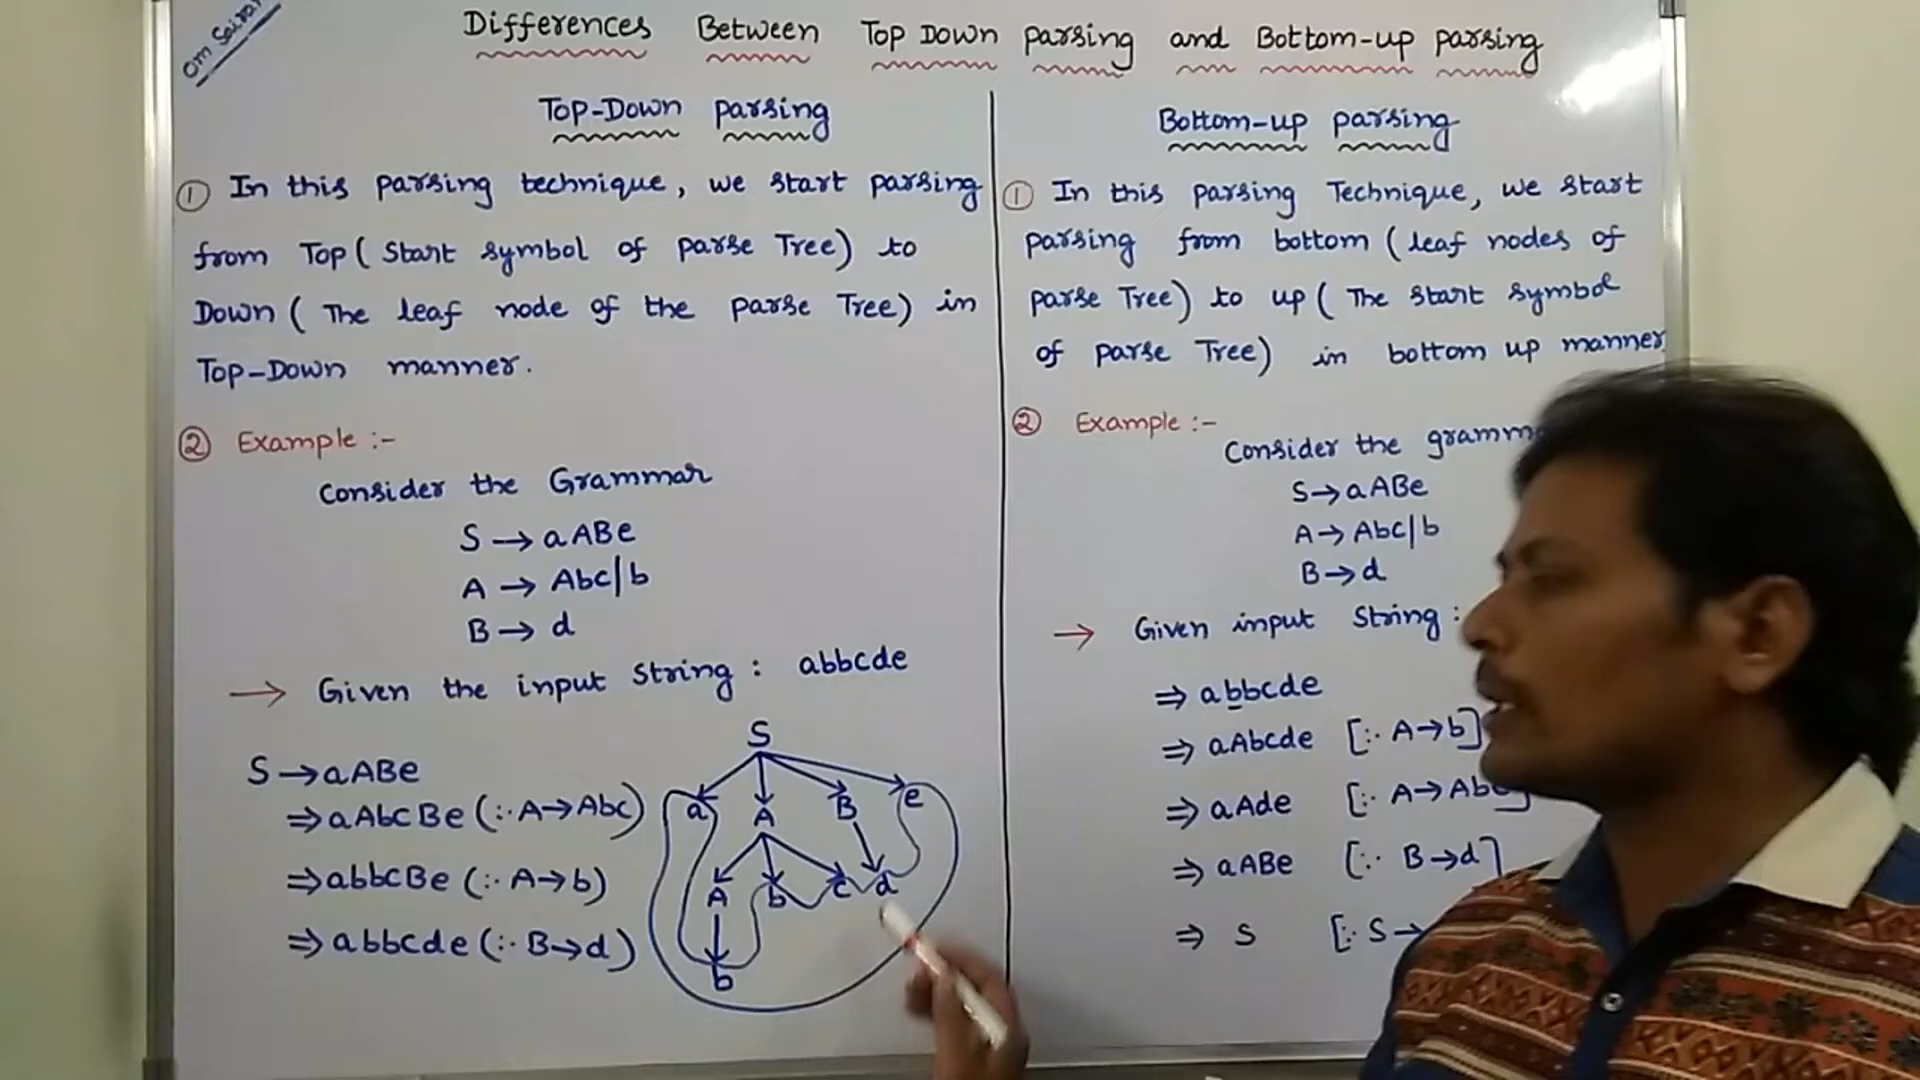 Om Sairam
Differences Between Top Down parsing and Bottom-up parsing
Top-Down parsing
① In this parsing technique, we start parsing
from Top (Start symbol of parse Tree) to
Down (The leaf node of the parse Tree) in
Top-Down manner.
② Example :-
Consider the Grammar
S → aABe
A → Abc|b
B → d
→ Given the input String : abbcde
S → aABe
⇒ aAbcBe (∵ A→Abc)
⇒ abbcBe (∵ A→b)
⇒ abbcde (∵ B→d)
S
a A B e
A b c d
b
Bottom-up parsing
① In this parsing Technique, we start
parsing from bottom (leaf nodes of
parse Tree) to up (The start symbol
of parse Tree) in bottom up manner
② Example :-
Consider the gramm
S → aABe
A → Abc|b
B → d
→ Given input String :
⇒ abbcde
⇒ aAbcde [∵ A→b]
⇒ aAde [∵ A→Abc]
⇒ aABe [∵ B→d]
⇒ S [∵ S→